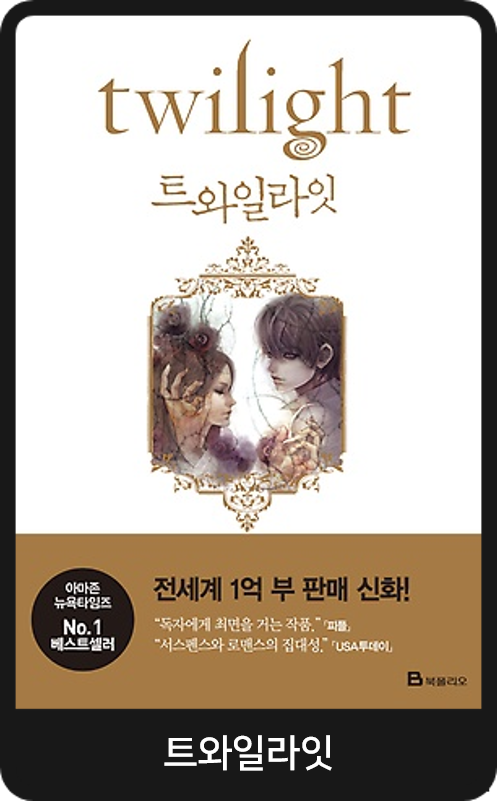 twilight
트와일라잇
아마존
뉴욕타임즈
No.1
베스트셀러
전세계 1억 부 판매 신화!
“독자에게 최면을 거는 작품.” 「피플」
“서스펜스와 로맨스의 집대성.” 「USA투데이」
B 북폴리오
트와일라잇